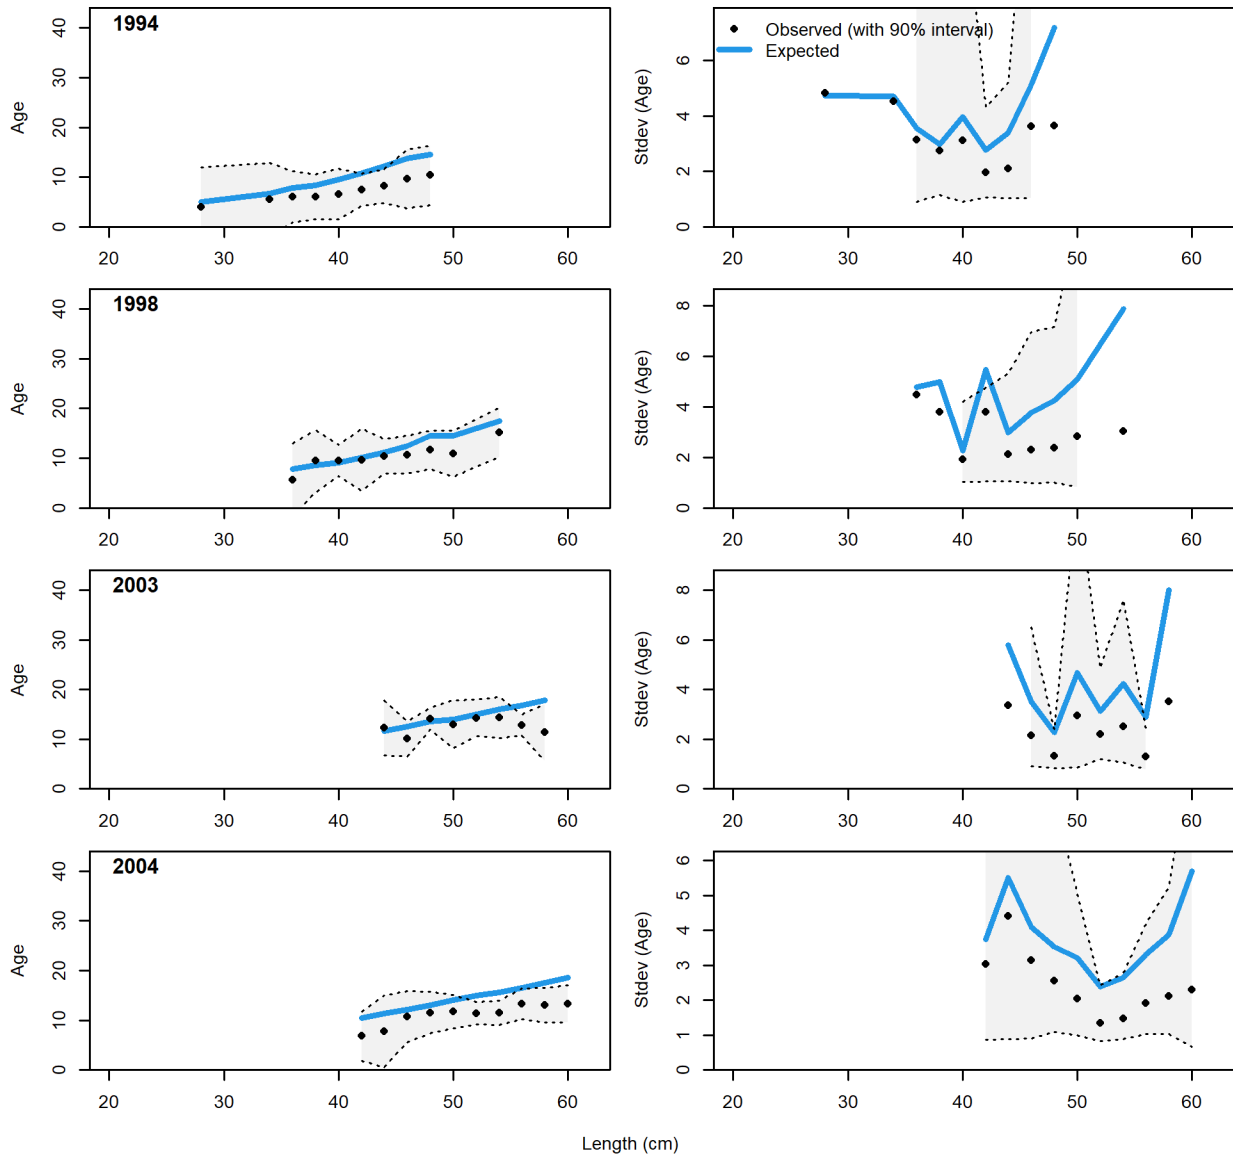 1994
Age
0 10 20 30 40
20 30 40 50 60
Observed (with 90% interval)
Expected
Stdev (Age)
0 2 4 6
20 30 40 50 60
1998
Age
0 10 20 30 40
20 30 40 50 60
Stdev (Age)
0 2 4 6 8
20 30 40 50 60
2003
Age
0 10 20 30 40
20 30 40 50 60
Stdev (Age)
0 2 4 6 8
20 30 40 50 60
2004
Age
0 10 20 30 40
20 30 40 50 60
Stdev (Age)
0 1 2 3 4 5 6
20 30 40 50 60
Length (cm)